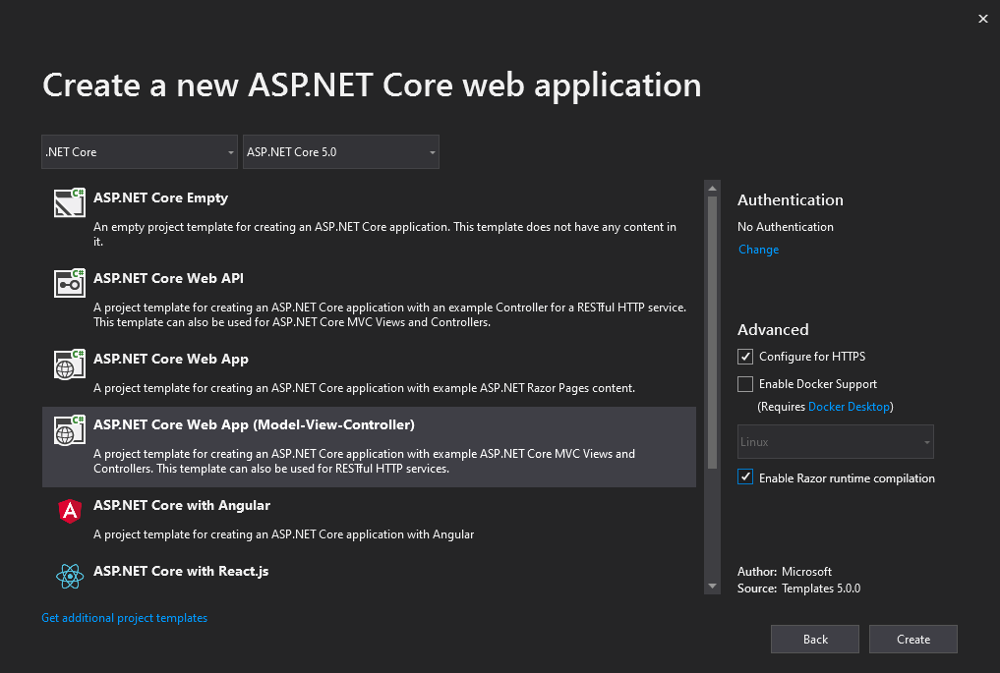 Create a new ASP.NET Core web application
.NET Core
ASP.NET Core 5.0
C#
ASP.NET Core Empty
An empty project template for creating an ASP.NET Core application. This template does not have any content in
it.
C#
ASP.NET Core Web API
A project template for creating an ASP.NET Core application with an example Controller for a RESTful HTTP service.
This template can also be used for ASP.NET Core MVC Views and Controllers.
C#
ASP.NET Core Web App
A project template for creating an ASP.NET Core application with example ASP.NET Razor Pages content.
C#
ASP.NET Core Web App (Model-View-Controller)
A project template for creating an ASP.NET Core application with example ASP.NET Core MVC Views and
Controllers. This template can also be used for RESTful HTTP services.
A
ASP.NET Core with Angular
A project template for creating an ASP.NET Core application with Angular
ASP.NET Core with React.js
Get additional project templates
Authentication
No Authentication
Change
Advanced
Configure for HTTPS
Enable Docker Support
(Requires Docker Desktop)
Linux
Enable Razor runtime compilation
Author: Microsoft
Source: Templates 5.0.0
Back
Create